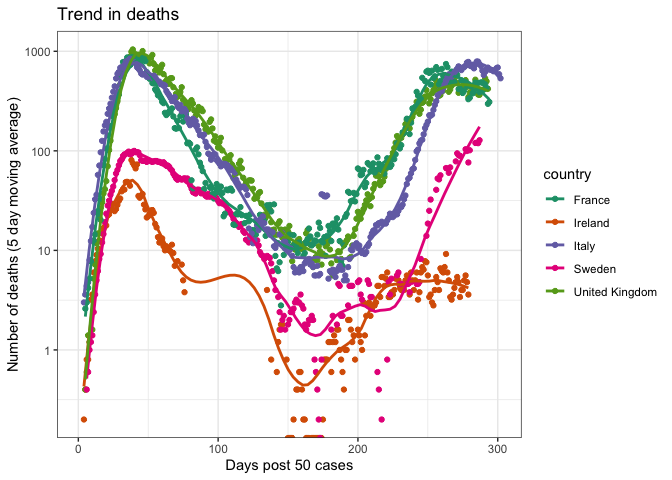 Trend in deaths
Number of deaths (5 day moving average)
1000
100
10
1
0
100
200
300
Days post 50 cases
country
France
Ireland
Italy
Sweden
United Kingdom